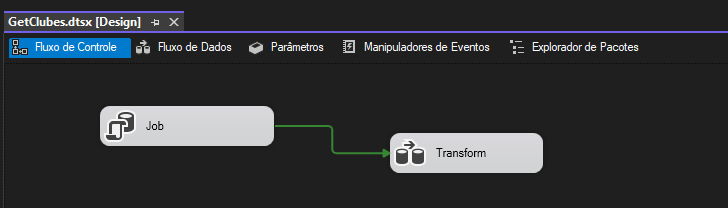 GetClubes.dtsx [Design]
Fluxo de Controle Fluxo de Dados Parâmetros Manipuladores de Eventos Explorador de Pacotes
Job
Transform